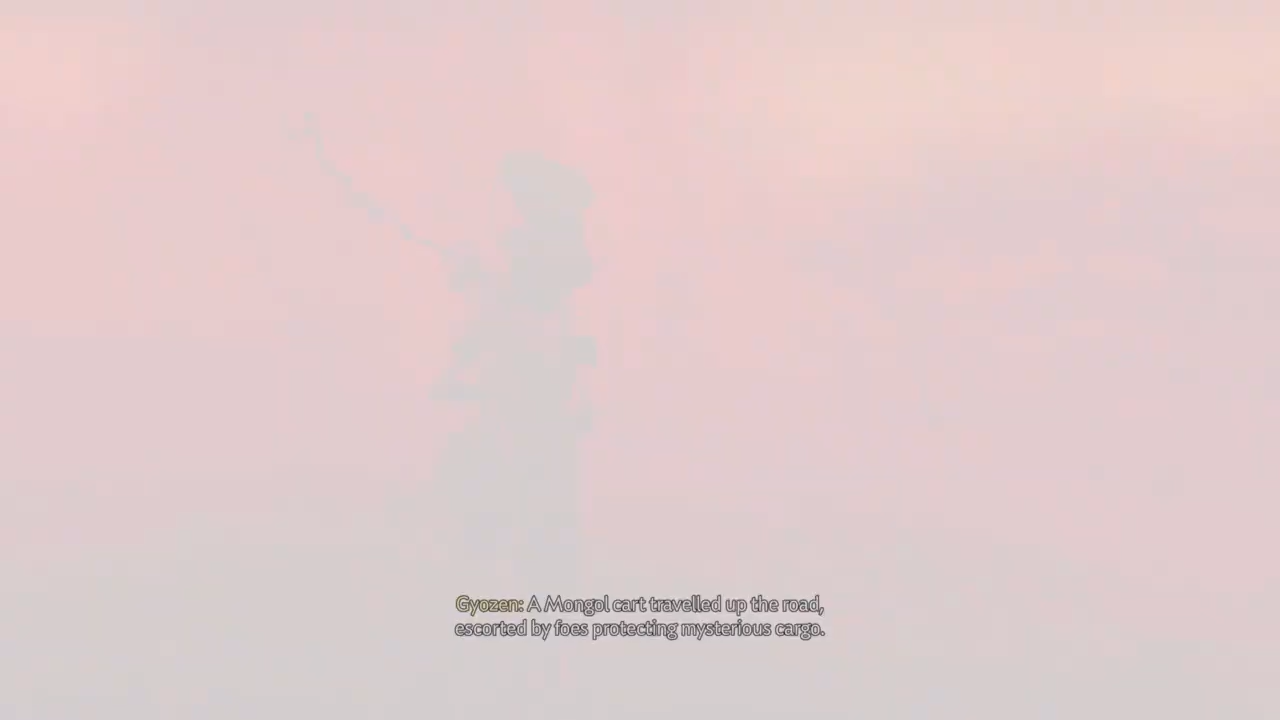 Gyozen: A Mongol cart travelled up the road,
escorted by foes protecting mysterious cargo.